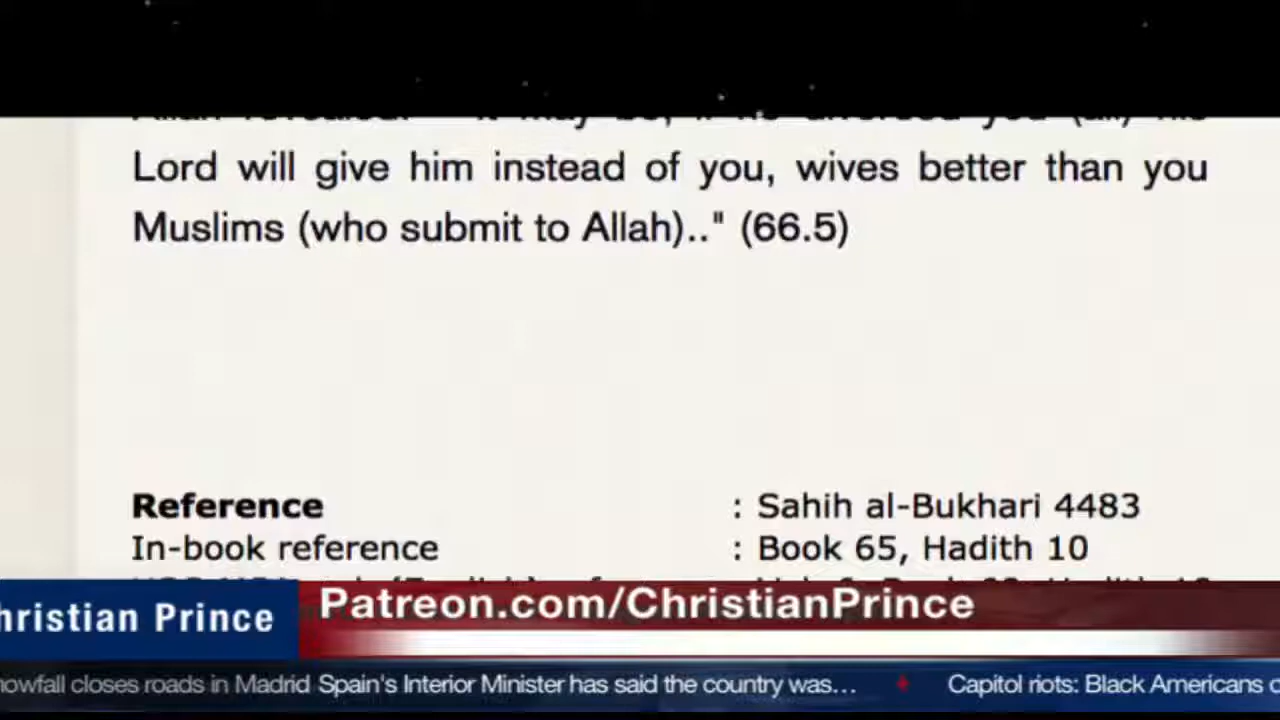 Lord will give him instead of you, wives better than you
Muslims (who submit to Allah).." (66.5)
Reference : Sahih al-Bukhari 4483
In-book reference : Book 65, Hadith 10
hristian Prince
Patreon.com/ChristianPrince
nowfall closes roads in Madrid Spain's Interior Minister has said the country was... Capitol riots: Black Americans